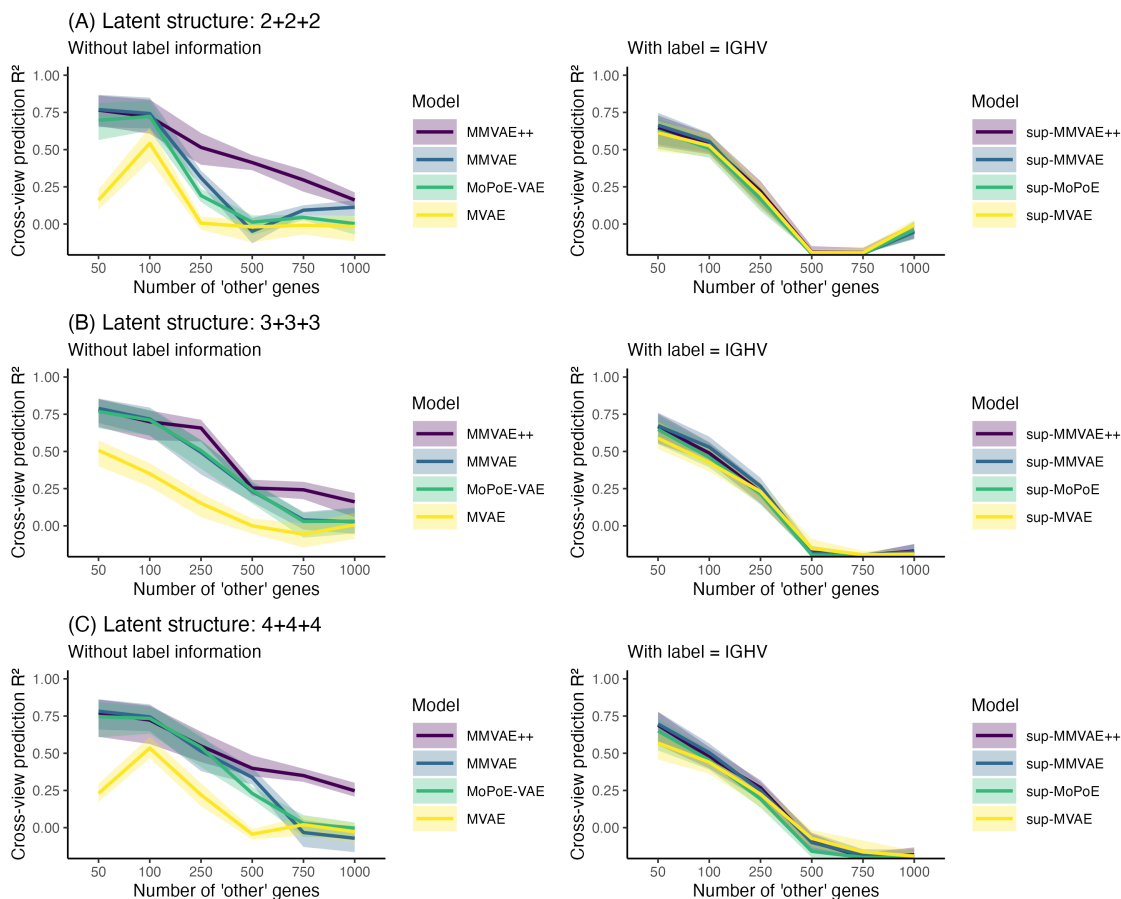 (A) Latent structure: 2+2+2
Without label information
Cross-view prediction R²
1.00
0.75
0.50
0.25
0.00
50 100 250 500 750 1000
Number of 'other' genes
Model
MMVAE++
MMVAE
MoPoE-VAE
MVAE
With label = IGHV
Cross-view prediction R²
1.00
0.75
0.50
0.25
0.00
50 100 250 500 750 1000
Number of 'other' genes
Model
sup-MMVAE++
sup-MMVAE
sup-MoPoE
sup-MVAE
(B) Latent structure: 3+3+3
Without label information
Cross-view prediction R²
1.00
0.75
0.50
0.25
0.00
50 100 250 500 750 1000
Number of 'other' genes
Model
MMVAE++
MMVAE
MoPoE-VAE
MVAE
With label = IGHV
Cross-view prediction R²
1.00
0.75
0.50
0.25
0.00
50 100 250 500 750 1000
Number of 'other' genes
Model
sup-MMVAE++
sup-MMVAE
sup-MoPoE
sup-MVAE
(C) Latent structure: 4+4+4
Without label information
Cross-view prediction R²
1.00
0.75
0.50
0.25
0.00
50 100 250 500 750 1000
Number of 'other' genes
Model
MMVAE++
MMVAE
MoPoE-VAE
MVAE
With label = IGHV
Cross-view prediction R²
1.00
0.75
0.50
0.25
0.00
50 100 250 500 750 1000
Number of 'other' genes
Model
sup-MMVAE++
sup-MMVAE
sup-MoPoE
sup-MVAE